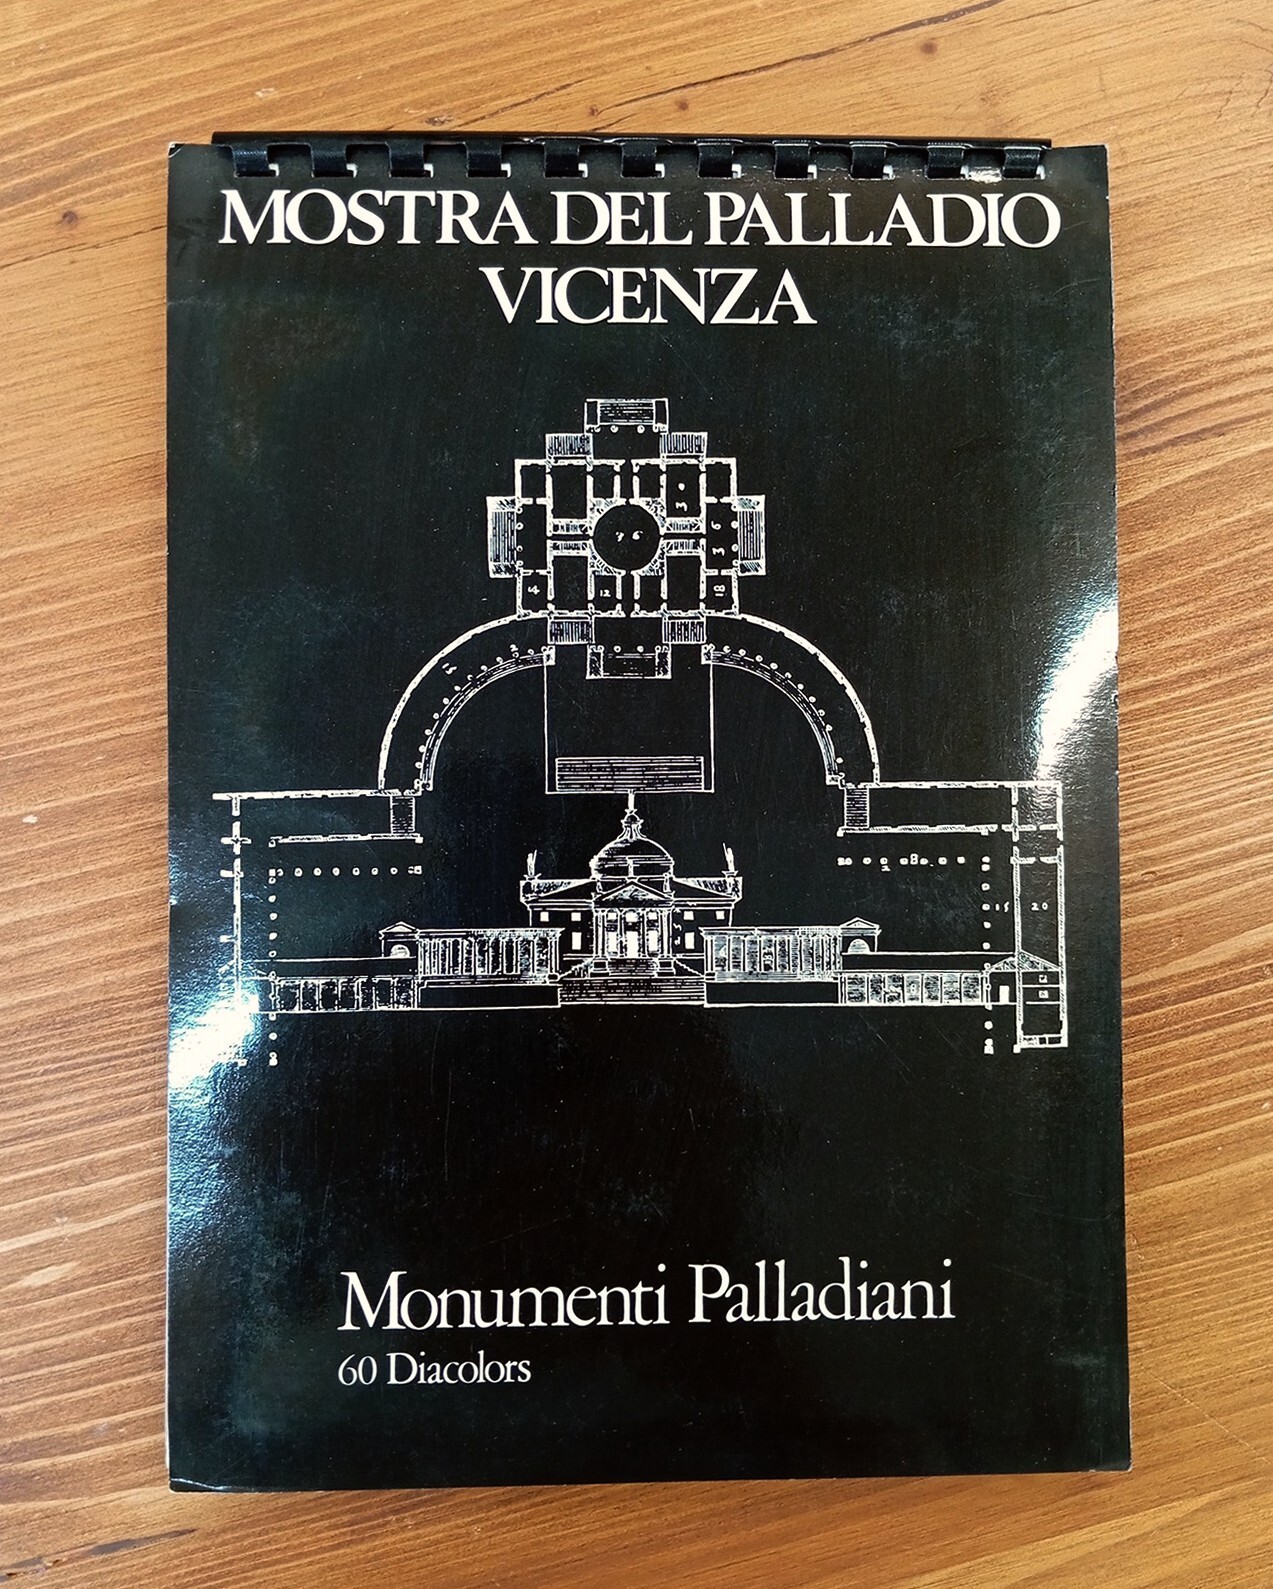 MOSTRA DEL PALLADIO
VICENZA
Monumenti Palladiani
60 Diacolors